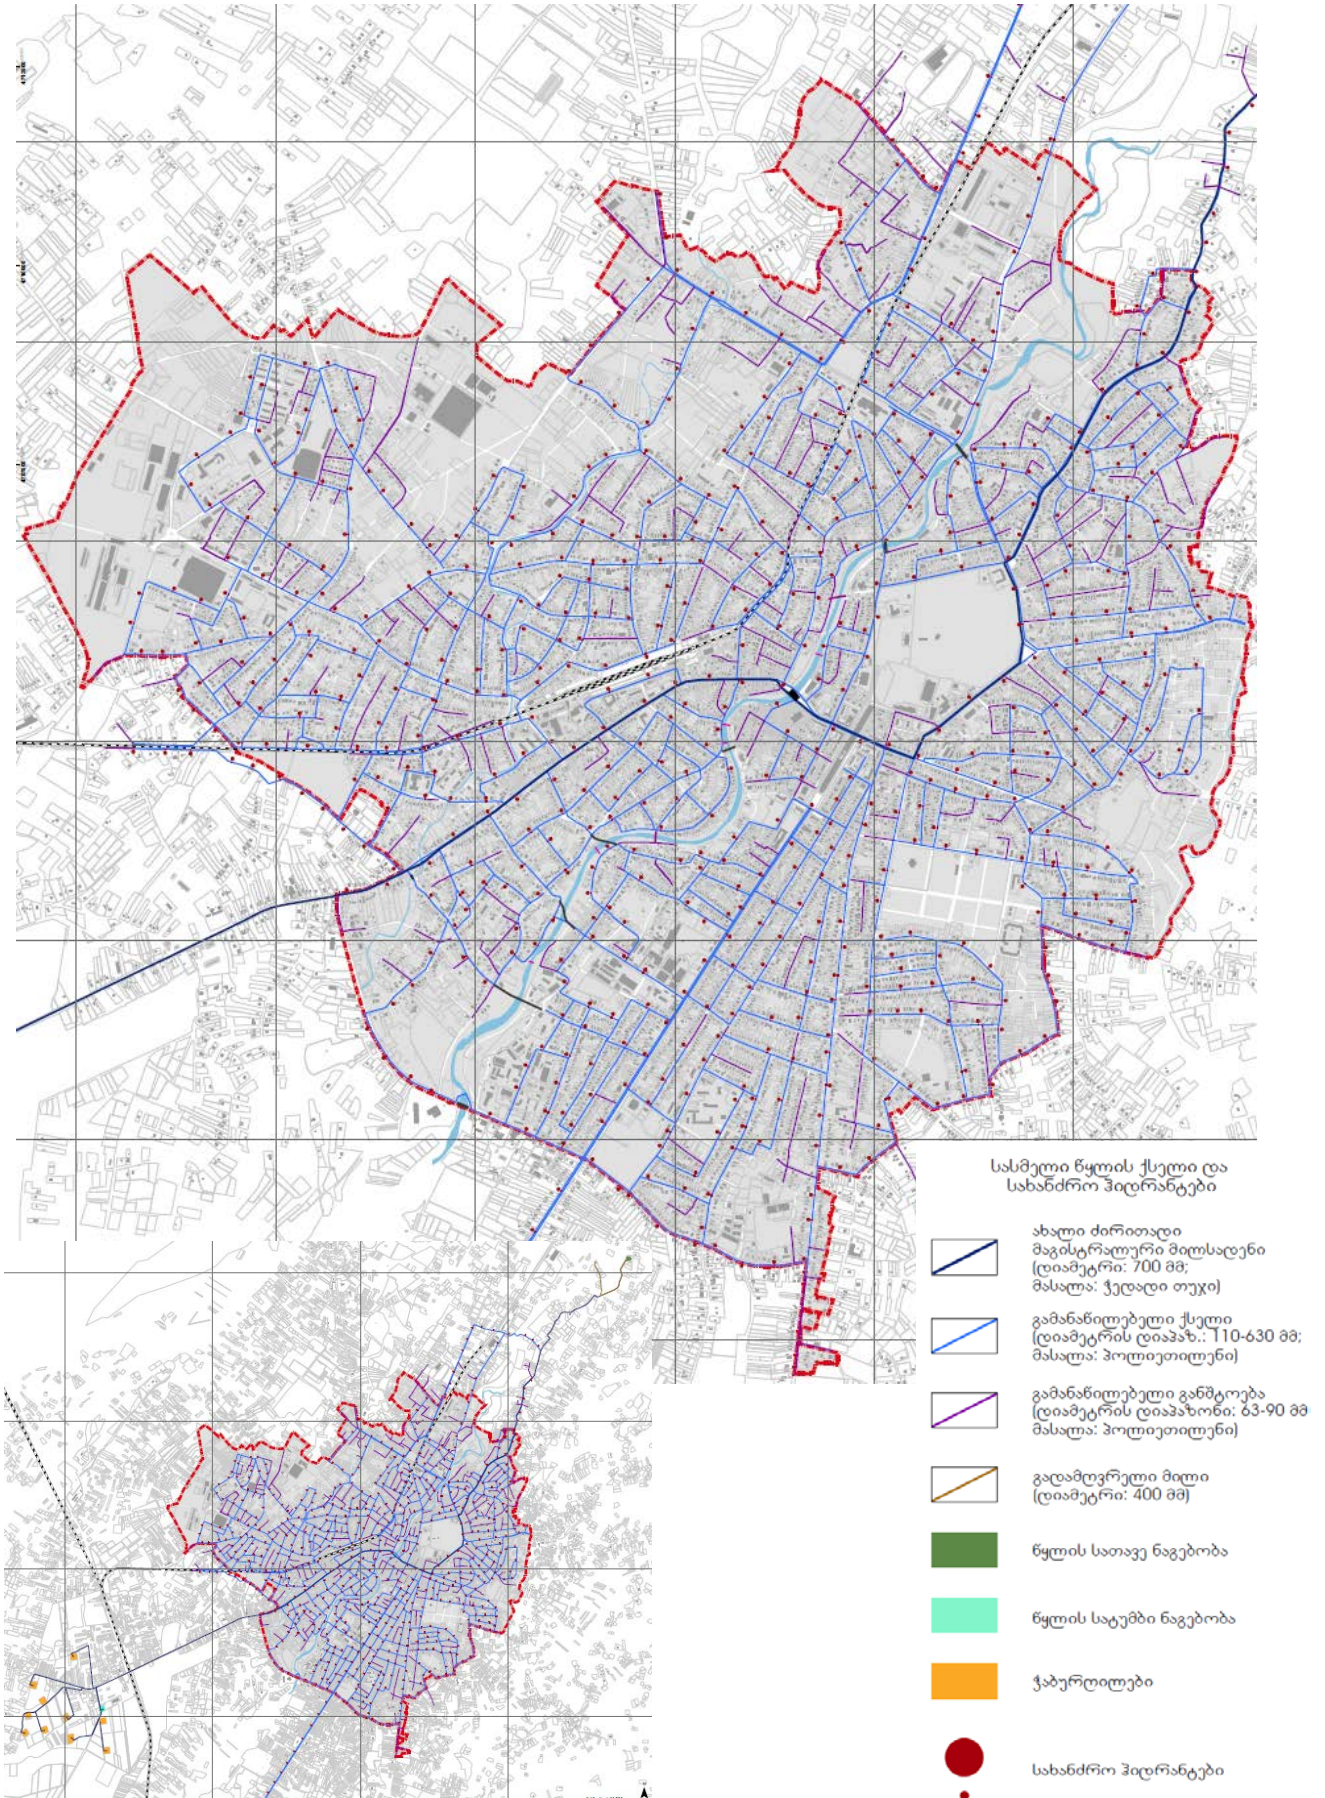 სასმელი წყლის ქსელი და
სახანძრო ჰიდრანტები
ახალი ძირითადი
მაგისტრალური მილსადენი
(დიამეტრი: 700 მმ;
მასალა: ჭედადი თუჯი)
გამანაწილებელი ქსელი
(დიამეტრის დიაპაზ.: 110-630 მმ;
მასალა: პოლიეთილენი)
გამანაწილებელი განშტოება
(დიამეტრის დიაპაზონი: 63-90 მმ
მასალა: პოლიეთილენი)
გადამღვრელი მილი
(დიამეტრი: 400 მმ)
წყლის სათავე ნაგებობა
წყლის სატუმბი ნაგებობა
ჭაბურღილები
სახანძრო ჰიდრანტები